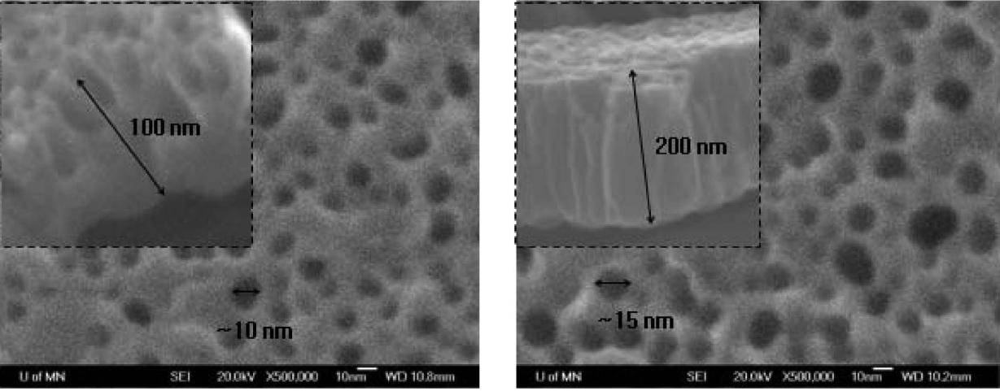 100 nm
~10 nm
U of MN SEI 20.0kV X500,000 10nm WD 10.8mm
200 nm
~15 nm
U of MN SEI 20.0kV X500,000 10nm WD 10.2mm